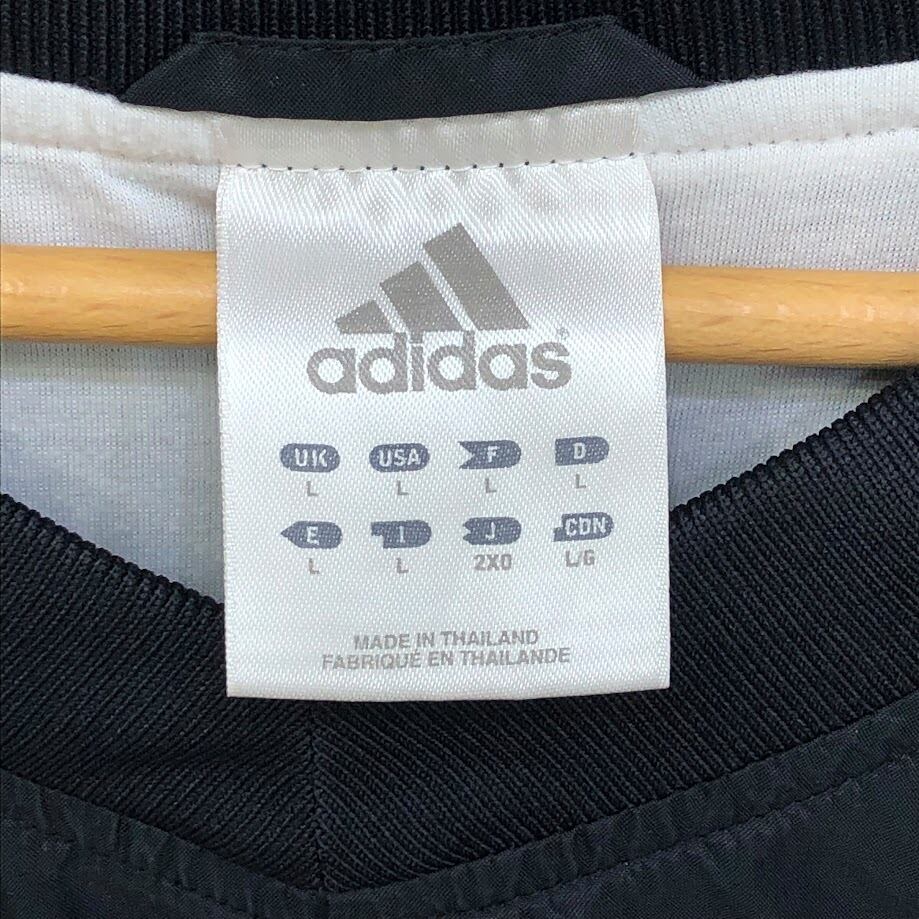 adidas®
UK USA F D
L L L L
E I J CDN
L L 2XO L/G
MADE IN THAILAND
FABRIQUÉ EN THAILANDE